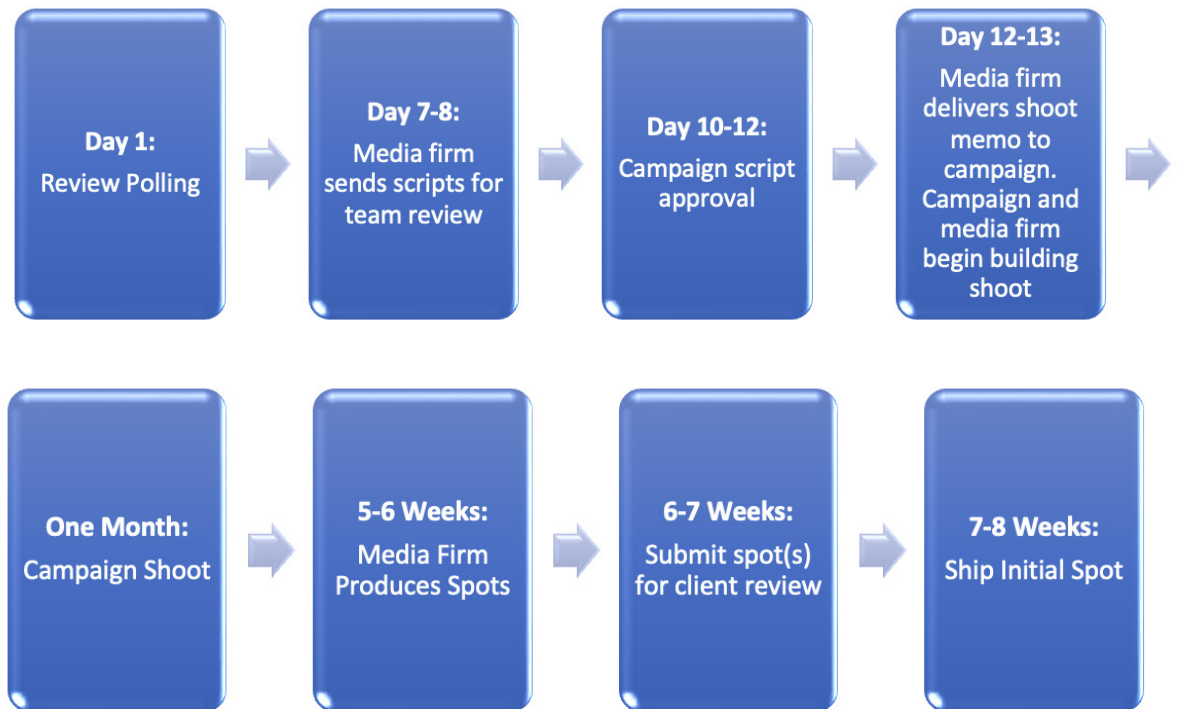 Day 1:
Review Polling
Day 7-8:
Media firm
sends scripts for
team review
Day 10-12:
Campaign script
approval
Day 12-13:
Media firm
delivers shoot
memo to
campaign.
Campaign and
media firm
begin building
shoot
One Month:
Campaign Shoot
5-6 Weeks:
Media Firm
Produces Spots
6-7 Weeks:
Submit spot(s)
for client review
7-8 Weeks:
Ship Initial Spot